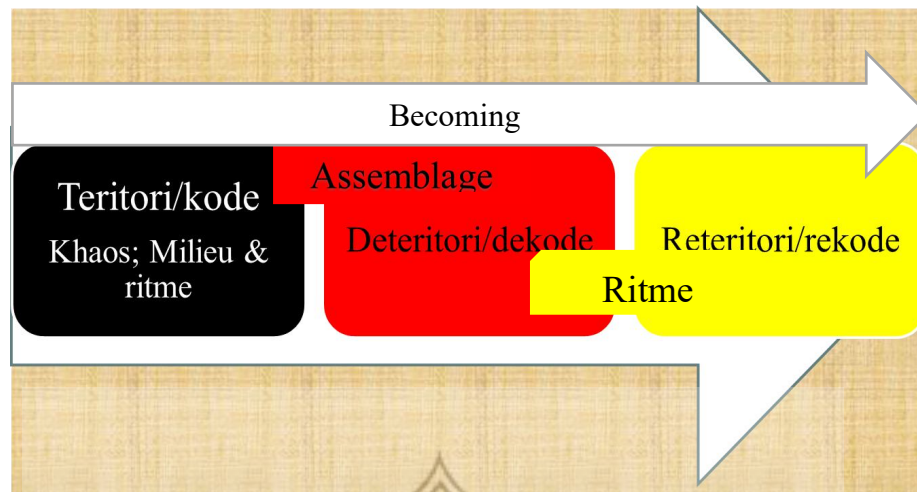 Becoming
Assemblage
Teritori/kode
Khaos; Milieu &
ritme
Deteritori/dekode
Reteritori/rekode
Ritme